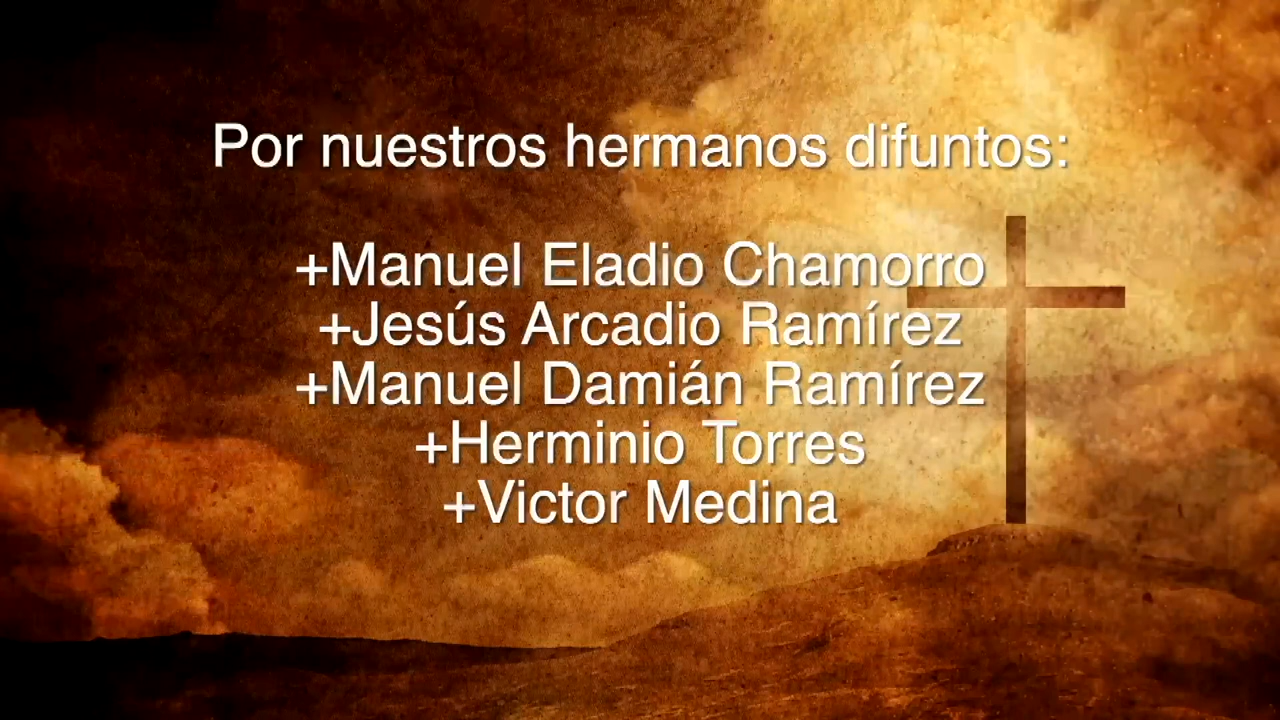 Por nuestros hermanos difuntos:
+Manuel Eladio Chamorro
+Jesús Arcadio Ramírez
+Manuel Damián Ramírez
+Herminio Torres
+Victor Medina